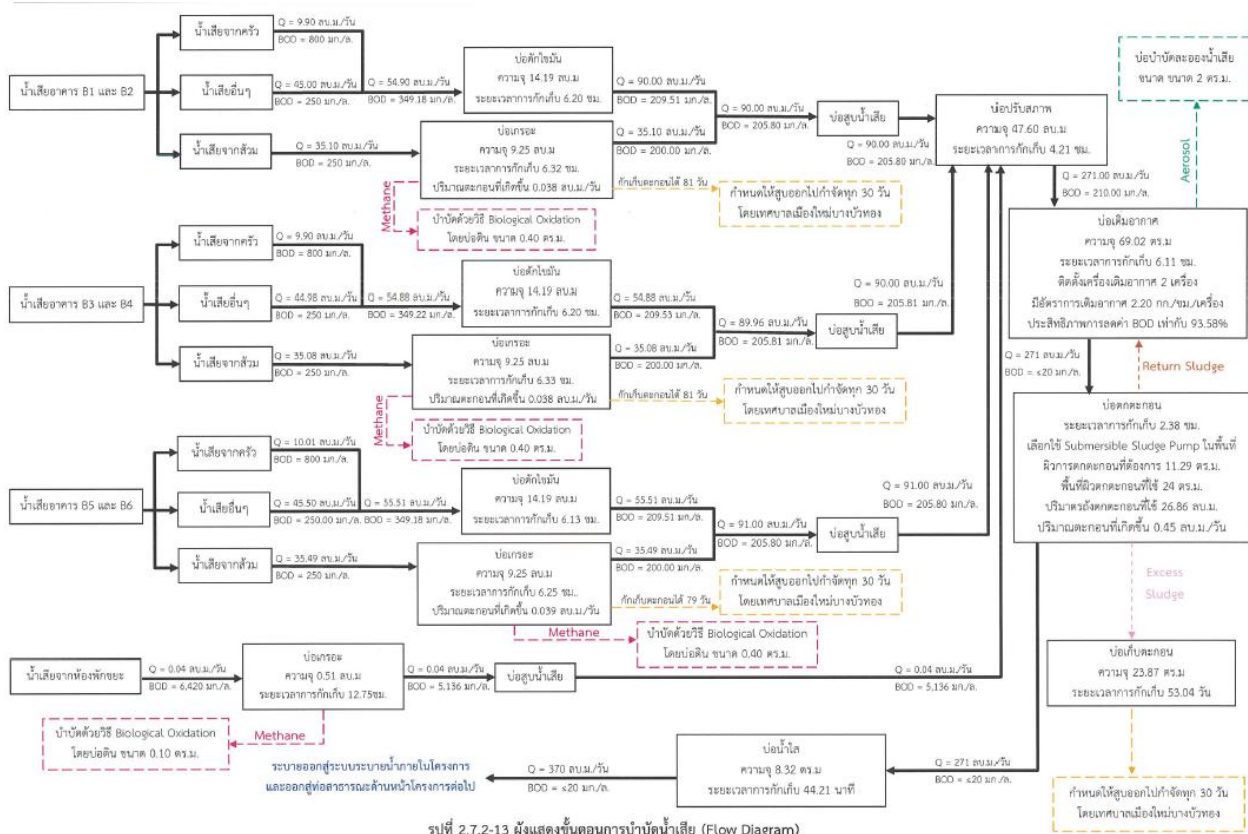 Q = 9.90 ลบ.ม./วัน
น้ำเสียจากครัว
BOD = 800 มก./ล.
น้ำเสียอาคาร B1 และ B2
น้ำเสียอื่นๆ
Q = 45.00 ลบ.ม./วัน
BOD = 250 มก./ล.
Q = 54.90 ลบ.ม./วัน
BOD = 349.18 มก./ล.
บ่อดักไขมัน
ความจุ 14.19 ลบ.ม
ระยะเวลาการกักเก็บ 6.20 ชม.
Q = 90.00 ลบ.ม./วัน
BOD = 209.51 มก./ล.
น้ำเสียจากส้วม
Q = 35.10 ลบ.ม./วัน
BOD = 250 มก./ล.
บ่อเกรอะ
ความจุ 9.25 ลบ.ม
ระยะเวลาการกักเก็บ 6.32 ชม
ปริมาณตะกอนที่เกิดขึ้น 0.038 ลบ.ม./วัน
Q = 35.10 ลบ.ม./วัน
BOD = 200.00 มก./ล.
Q = 90.00 ลบ.ม./วัน
BOD = 205.80 มก./ล.
บ่อสูบน้ำเสีย
Q = 90.00 ลบ.ม./วัน
BOD = 205.80 มก./ล.
กักเก็บตะกอนได้ 81 วัน
กำหนดให้สูบออกไปกำจัดทุก 30 วัน
โดยเทศบาลเมืองใหม่บางบัวทอง
Methane
บำบัดด้วยวิธี Biological Oxidation
โดยบ่อดิน ขนาด 0.40 ตร.ม.
บ่อปรับสภาพ
ความจุ 47.60 ลบ.ม
ระยะเวลาการกักเก็บ 4.21 ชม.
บ่อบำบัดละอองน้ำเสีย
ขนาด ขนาด 2 ตร.ม.
Aerosol
Q = 271.00 ลบ.ม./วัน
BOD = 210.00 มก./ล.
บ่อเติมอากาศ
ความจุ 69.02 ตร.ม
ระยะเวลาการกักเก็บ 6.11 ชม.
ติดตั้งเครื่องเติมอากาศ 2 เครื่อง
มีอัตราการเติมอากาศ 2.20 กก./ชม./เครื่อง
ประสิทธิภาพการลดค่า BOD เท่ากับ 93.58%
Q = 9.90 ลบ.ม./วัน
น้ำเสียจากครัว
BOD = 800 มก./ล.
น้ำเสียอาคาร B3 และ B4
น้ำเสียอื่นๆ
Q = 44.98 ลบ.ม./วัน
BOD = 250 มก./ล.
Q = 54.88 ลบ.ม./วัน
BOD = 349.22 มก./ล.
บ่อดักไขมัน
ความจุ 14.19 ลบ.ม
ระยะเวลาการกักเก็บ 6.20 ชม.
Q = 54.88 ลบ.ม./วัน
BOD = 209.53 มก./ล.
น้ำเสียจากส้วม
Q = 35.08 ลบ.ม./วัน
BOD = 250 มก./ล.
บ่อเกรอะ
ความจุ 9.25 ลบ.ม
ระยะเวลาการกักเก็บ 6.33 ชม
ปริมาณตะกอนที่เกิดขึ้น 0.038 ลบ.ม./วัน
Q = 35.08 ลบ.ม./วัน
BOD = 200.00 มก./ล.
Q = 89.96 ลบ.ม./วัน
BOD = 205.81 มก./ล.
บ่อสูบน้ำเสีย
Q = 90.00 ลบ.ม./วัน
BOD = 205.81 มก./ล.
กักเก็บตะกอนได้ 81 วัน
กำหนดให้สูบออกไปกำจัดทุก 30 วัน
โดยเทศบาลเมืองใหม่บางบัวทอง
Methane
บำบัดด้วยวิธี Biological Oxidation
โดยบ่อดิน ขนาด 0.40 ตร.ม.
Q = 271 ลบ.ม./วัน
BOD = ≤20 มก./ล.
Return Sludge
บ่อตกตะกอน
ระยะเวลาการกักเก็บ 2.38 ชม.
เลือกใช้ Submersible Sludge Pump ในพื้นที่
ผิวการตกตะกอนที่ต้องการ 11.29 ตร.ม.
พื้นที่ผิวตกตะกอนที่ใช้ 24 ตร.ม.
ปริมาตรถังตกตะกอนที่ใช้ 26.86 ลบ.ม.
ปริมาณตะกอนที่เกิดขึ้น 0.45 ลบ.ม./วัน
Q = 10.01 ลบ.ม./วัน
น้ำเสียจากครัว
BOD = 800 มก./ล.
น้ำเสียอาคาร B5 และ B6
น้ำเสียอื่นๆ
Q = 45.50 ลบ.ม./วัน
BOD = 250.00 มก./ล.
Q = 55.51 ลบ.ม./วัน
BOD = 349.18 มก./ล.
บ่อดักไขมัน
ความจุ 14.19 ลบ.ม
ระยะเวลาการกักเก็บ 6.13 ชม.
Q = 55.51 ลบ.ม./วัน
BOD = 209.51 มก./ล.
น้ำเสียจากส้วม
Q = 35.49 ลบ.ม./วัน
BOD = 250 มก./ล.
บ่อเกรอะ
ความจุ 9.25 ลบ.ม
ระยะเวลาการกักเก็บ 6.25 ชม.
ปริมาณตะกอนที่เกิดขึ้น 0.039 ลบ.ม./วัน
Q = 35.49 ลบ.ม./วัน
BOD = 200.00 มก./ล.
Q = 91.00 ลบ.ม./วัน
BOD = 205.80 มก./ล.
บ่อสูบน้ำเสีย
Q = 91.00 ลบ.ม./วัน
BOD = 205.80 มก./ล.
กักเก็บตะกอนได้ 79 วัน
กำหนดให้สูบออกไปกำจัดทุก 30 วัน
โดยเทศบาลเมืองใหม่บางบัวทอง
Methane
บำบัดด้วยวิธี Biological Oxidation
โดยบ่อดิน ขนาด 0.40 ตร.ม.
Excess
Sludge
บ่อเก็บตะกอน
ความจุ 23.87 ตร.ม
ระยะเวลาการกักเก็บ 53.04 วัน
น้ำเสียจากห้องพักขยะ
Q = 0.04 ลบ.ม./วัน
BOD = 6,420 มก./ล.
บ่อเกรอะ
ความจุ 0.51 ลบ.ม
ระยะเวลาการกักเก็บ 12.75ชม.
Q = 0.04 ลบ.ม./วัน
BOD = 5,136 มก./ล.
บ่อสูบน้ำเสีย
Q = 0.04 ลบ.ม./วัน
BOD = 5,136 มก./ล.
Methane
บำบัดด้วยวิธี Biological Oxidation
โดยบ่อดิน ขนาด 0.10 ตร.ม.
ระบายออกสู่ระบบระบายน้ำภายในโครงการ
และออกสู่ท่อสาธารณะด้านหน้าโครงการต่อไป
Q = 370 ลบ.ม./วัน
BOD = ≤20 มก./ล.
บ่อน้ำใส
ความจุ 8.32 ตร.ม
ระยะเวลาการกักเก็บ 44.21 นาที
Q = 271 ลบ.ม./วัน
BOD = ≤20 มก./ล.
กำหนดให้สูบออกไปกำจัดทุก 30 วัน
โดยเทศบาลเมืองใหม่บางบัวทอง
รูปที่ 2.7.2-13 ผังแสดงขั้นตอนการบำบัดน้ำเสีย (Flow Diagram)